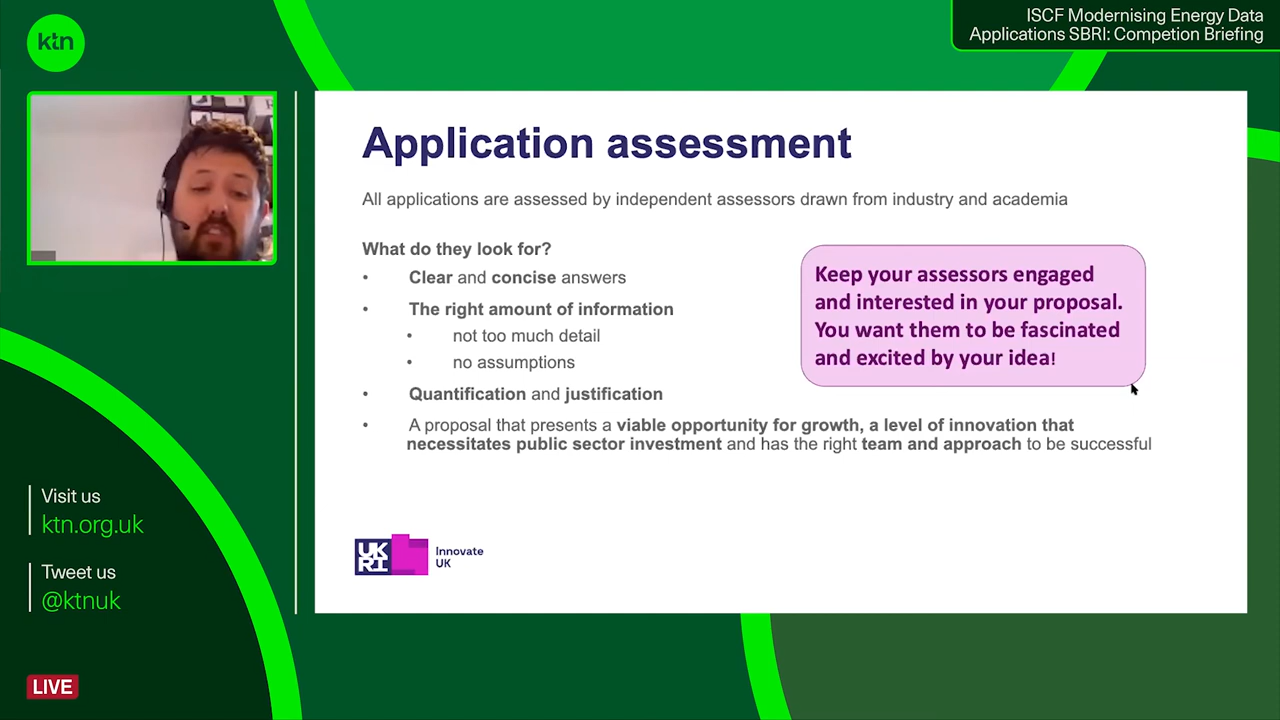 ktn
ISCF Modernising Energy Data
Applications SBRI: Competion Briefing
Application assessment
All applications are assessed by independent assessors drawn from industry and academia
What do they look for?
• Clear and concise answers
• The right amount of information
• not too much detail
• no assumptions
• Quantification and justification
• A proposal that presents a viable opportunity for growth, a level of innovation that
necessitates public sector investment and has the right team and approach to be successful
Keep your assessors engaged
and interested in your proposal.
You want them to be fascinated
and excited by your idea!
UK
RI
Innovate
UK
Visit us
ktn.org.uk
Tweet us
@ktnuk
LIVE